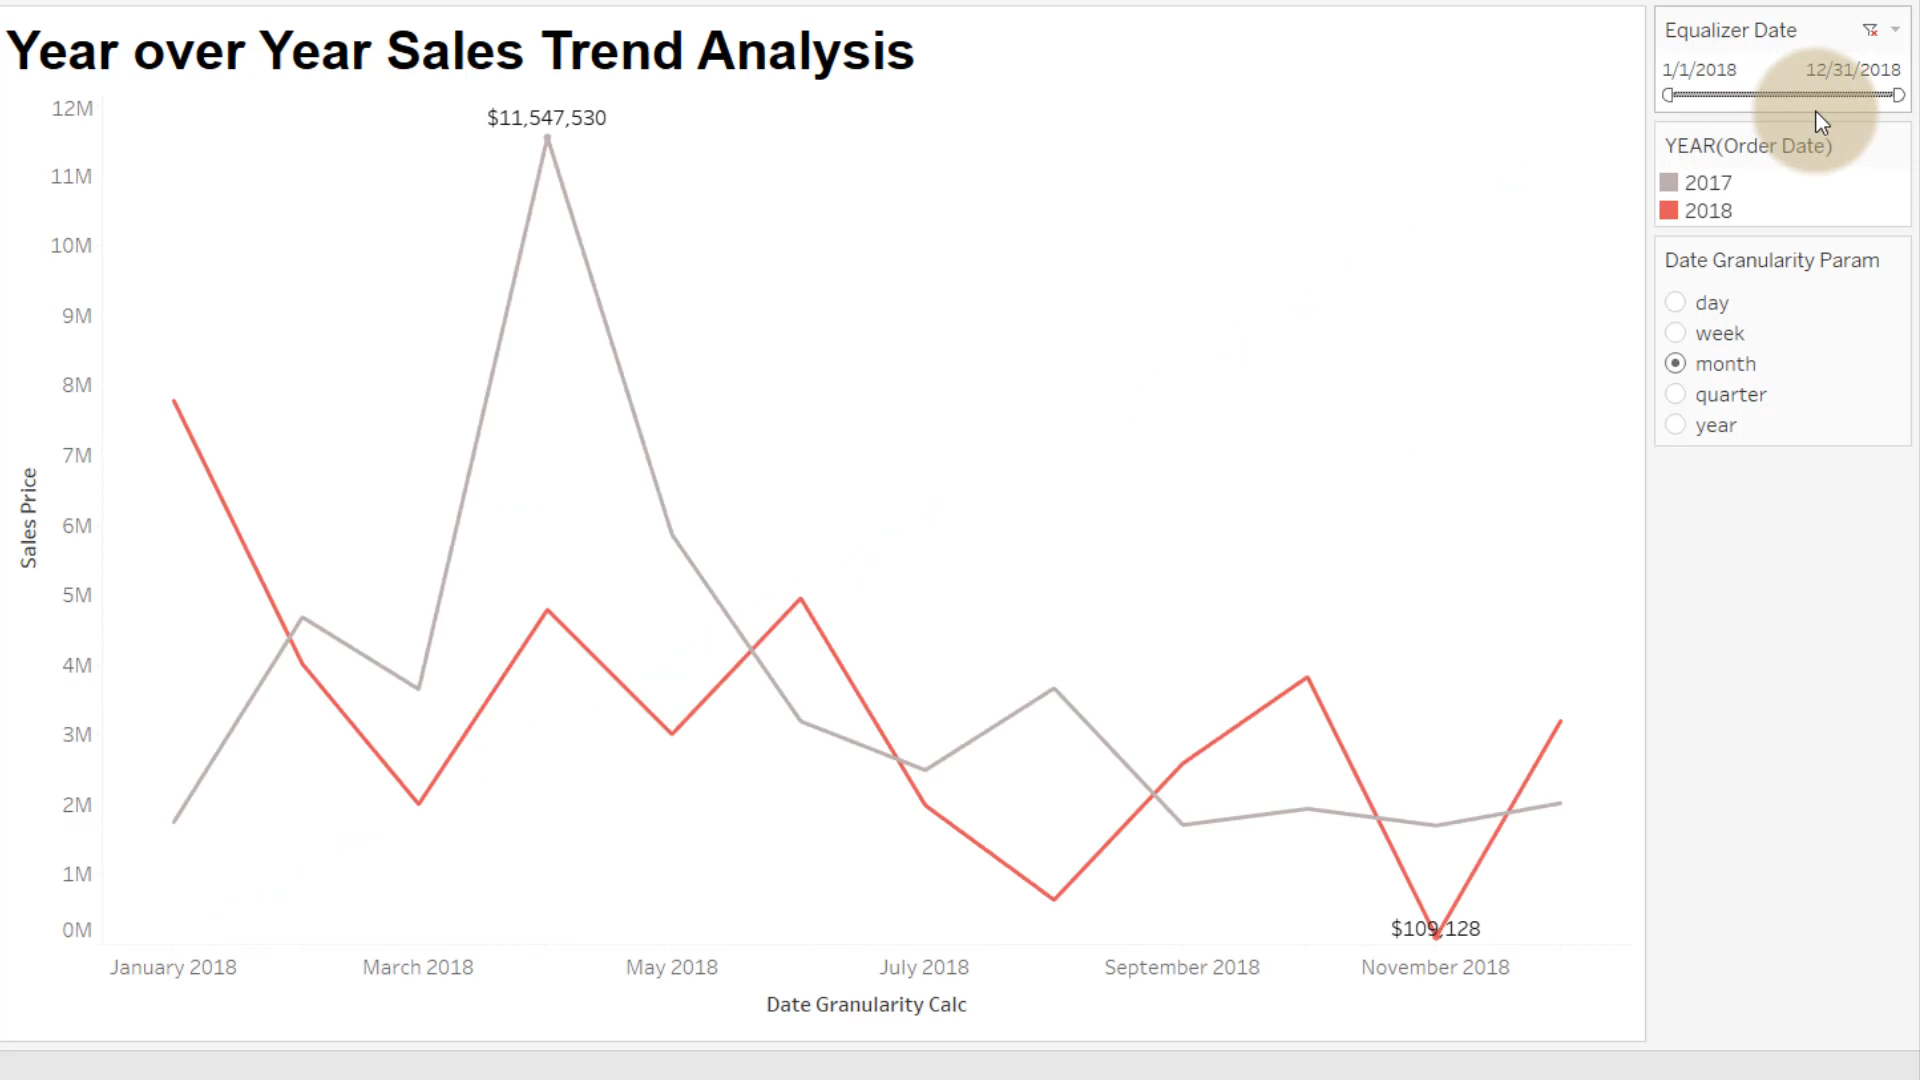 Year over Year Sales Trend Analysis
12M
11M
10M
9M
8M
7M
6M
5M
4M
3M
2M
1M
0M
Sales Price
$11,547,530
$109,128
January 2018
March 2018
May 2018
July 2018
September 2018
November 2018
Date Granularity Calc
Equalizer Date
1/1/2018 12/31/2018
YEAR(Order Date)
2017
2018
Date Granularity Param
day
week
month
quarter
year